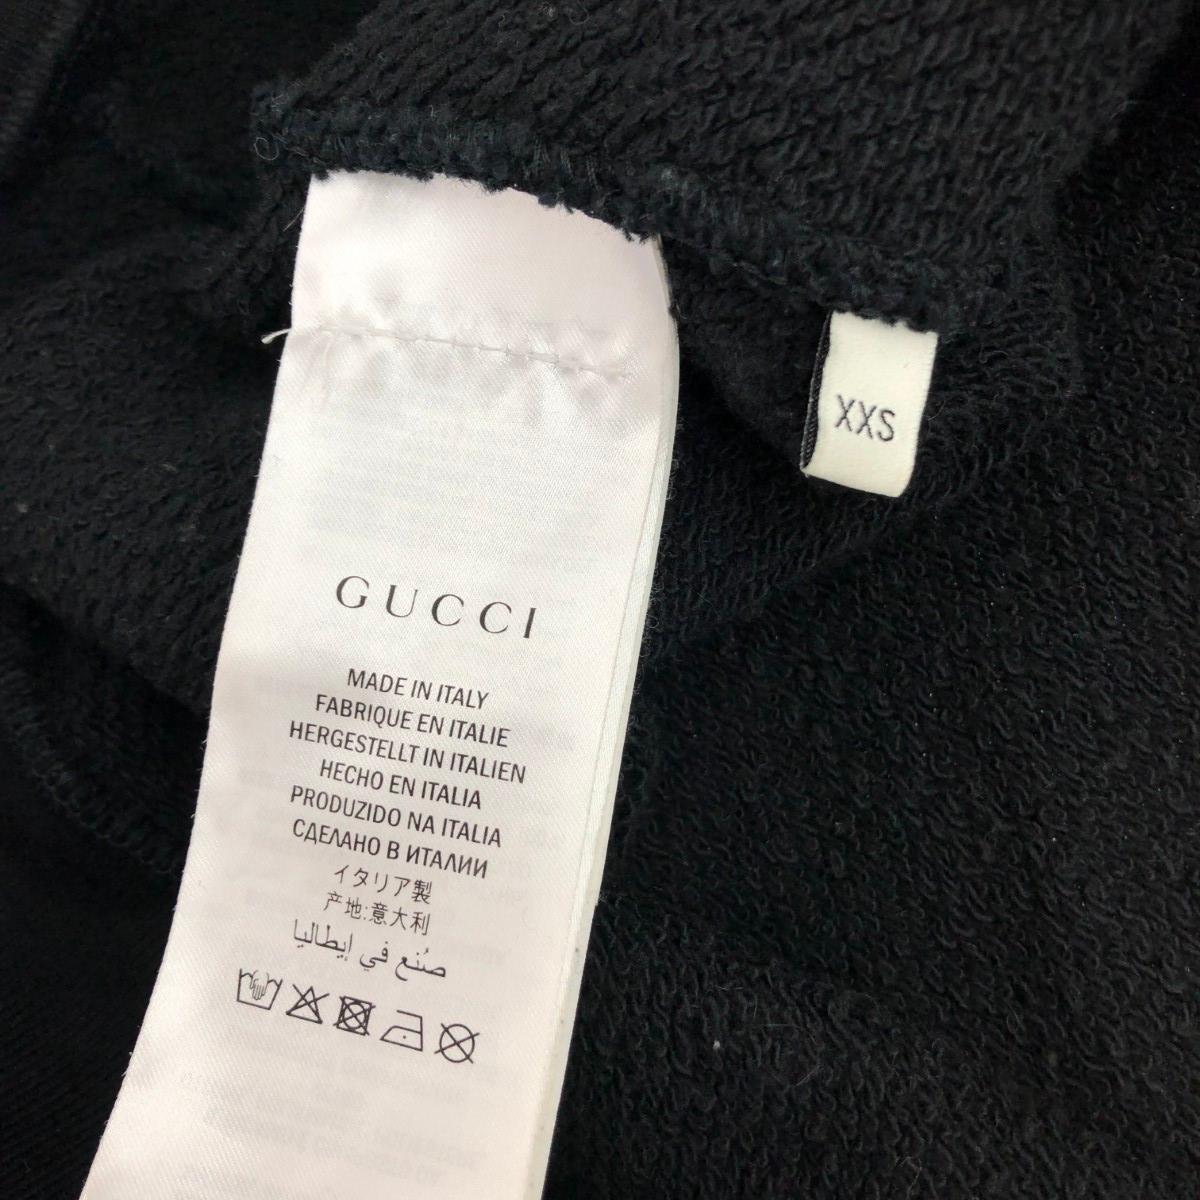 XXS
GUCCI
MADE IN ITALY
FABRIQUE EN ITALIE
HERGESTELLT IN ITALIEN
HECHO EN ITALIA
PRODUZIDO NA ITALIA
СДЕЛАНО В ИТАЛИИ
イタリア製
产地:意大利
صُنع في إيطاليا